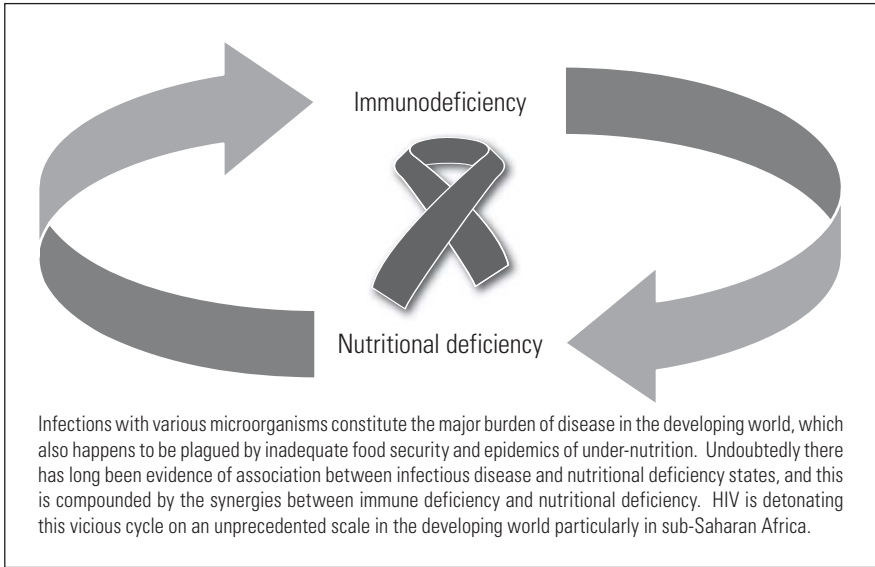 Immunodeficiency
Nutritional deficiency
Infections with various microorganisms constitute the major burden of disease in the developing world, which
also happens to be plagued by inadequate food security and epidemics of under-nutrition. Undoubtedly there
has long been evidence of association between infectious disease and nutritional deficiency states, and this
is compounded by the synergies between immune deficiency and nutritional deficiency. HIV is detonating
this vicious cycle on an unprecedented scale in the developing world particularly in sub-Saharan Africa.